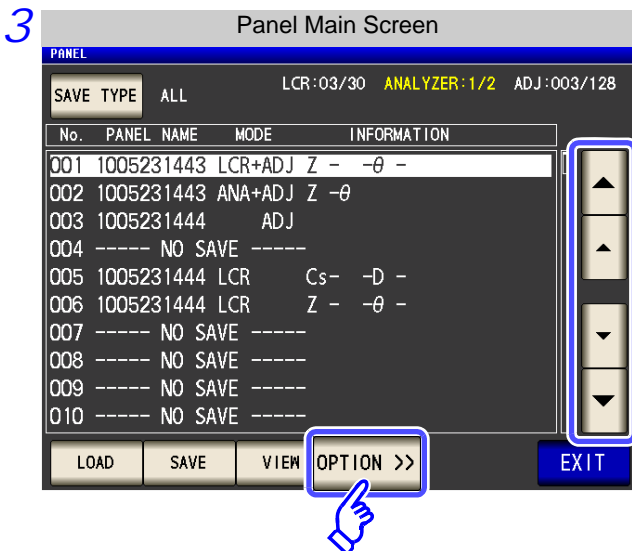 3
Panel Main Screen
PANEL
SAVE TYPE ALL LCR:03/30 ANALYZER:1/2 ADJ:003/128
No. PANEL NAME MODE INFORMATION
001 1005231443 LCR+ADJ Z - -θ -
002 1005231443 ANA+ADJ Z -θ
003 1005231444 ADJ
004 ----- NO SAVE -----
005 1005231444 LCR Cs- -D -
006 1005231444 LCR Z - -θ -
007 ----- NO SAVE -----
008 ----- NO SAVE -----
009 ----- NO SAVE -----
010 ----- NO SAVE -----
LOAD SAVE VIEW OPTION >> EXIT